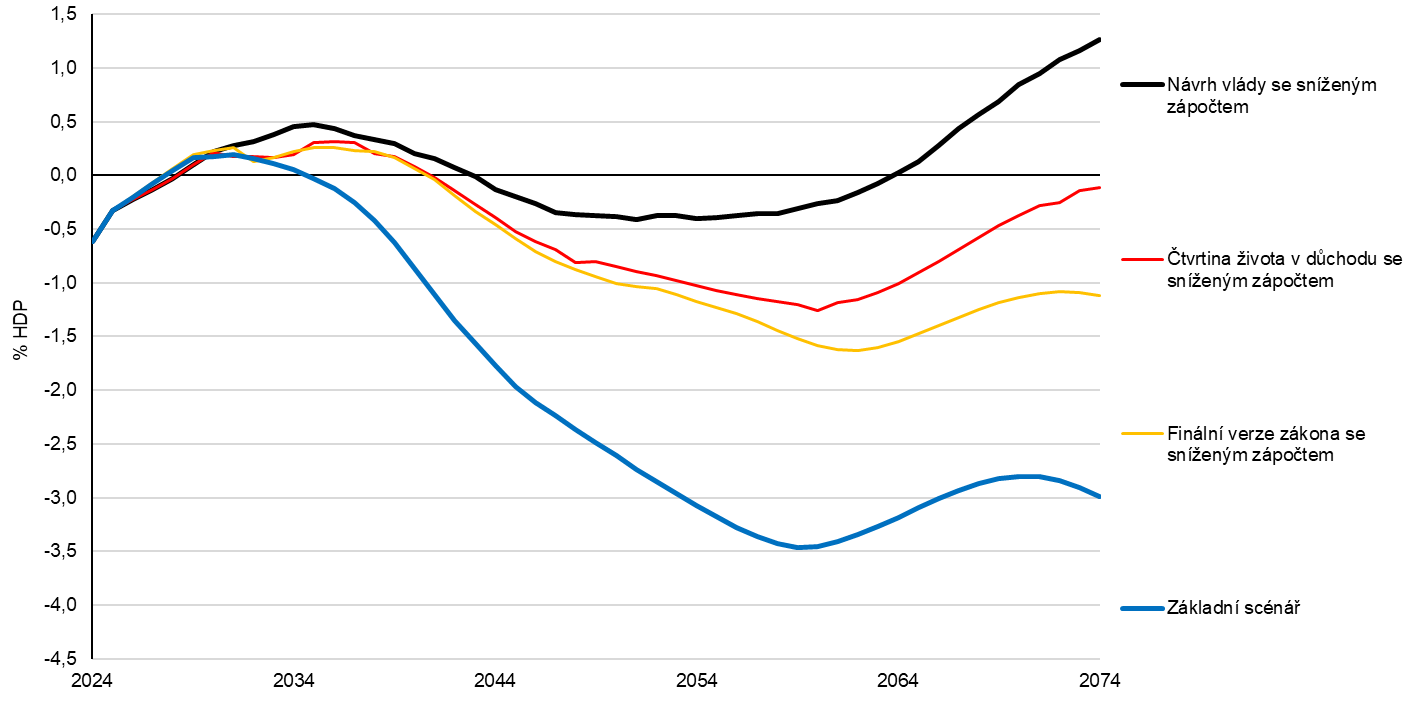 1,5
1,0
0,5
0,0
-0,5
-1,0
-1,5
-2,0
-2,5
-3,0
-3,5
-4,0
-4,5
% HDP
2024
2034
2044
2054
2064
2074
Návrh vlády se sníženým
zápočtem
Čtvrtina života v důchodu se
sníženým zápočtem
Finální verze zákona se
sníženým zápočtem
Základní scénář